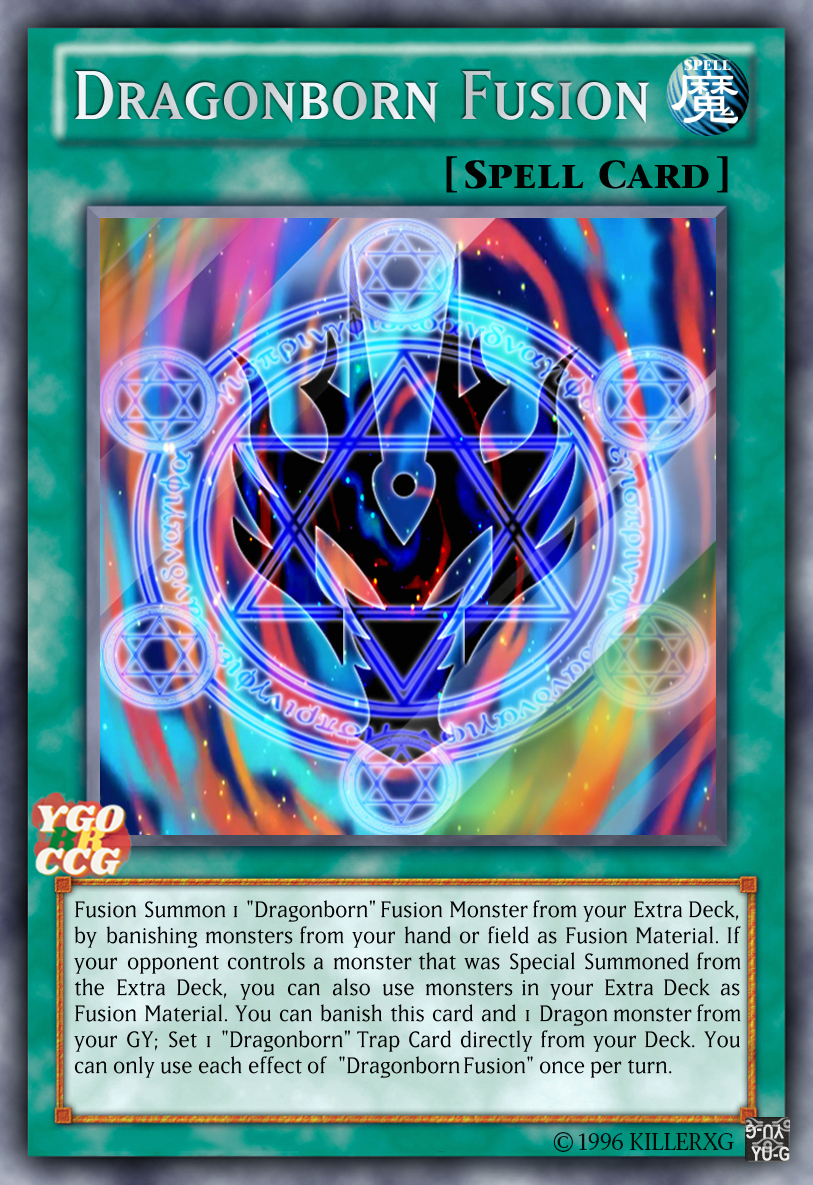 Dragonborn Fusion
SPELL
魔
[Spell Card]
YGO
BR
CCG
Fusion Summon 1 "Dragonborn" Fusion Monster from your Extra Deck,
by banishing monsters from your hand or field as Fusion Material. If
your opponent controls a monster that was Special Summoned from
the Extra Deck, you can also use monsters in your Extra Deck as
Fusion Material. You can banish this card and 1 Dragon monster from
your GY; Set 1 "Dragonborn" Trap Card directly from your Deck. You
can only use each effect of "Dragonborn Fusion" once per turn.
© 1996 KILLERXG
YU-G
YU-G